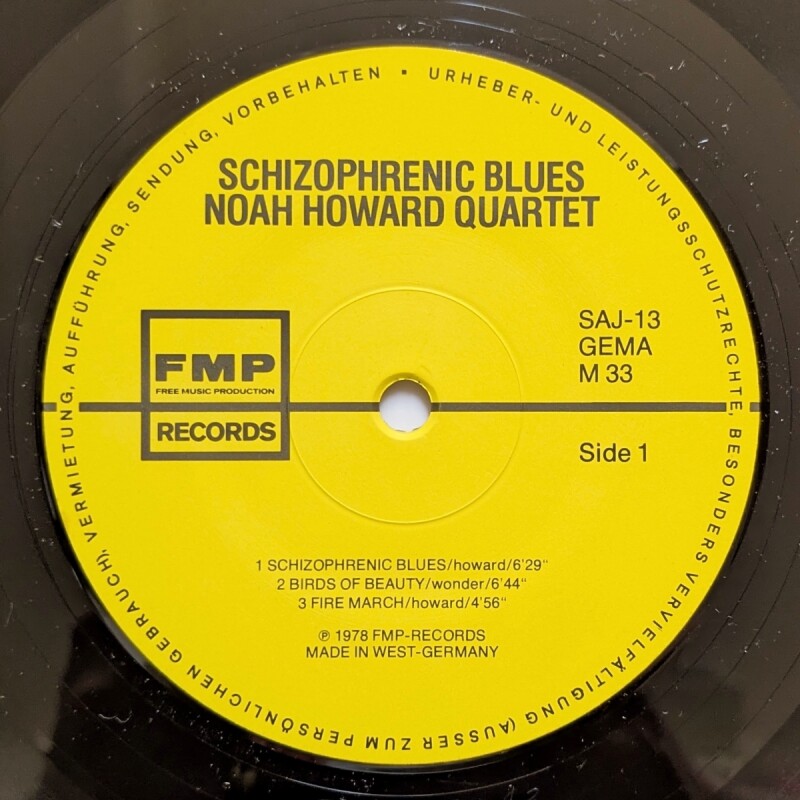 URHEBER- UND LEISTUNGSSCHUTZRECHTE, BESONDERS VERVIELFÄLTIGUNG (AUSSER ZUM PERSÖNLICHEN GEBRAUCH), VERMIETUNG, AUFFÜHRUNG, SENDUNG, VORBEHALTEN ·
SCHIZOPHRENIC BLUES
NOAH HOWARD QUARTET
FMP
FREE MUSIC PRODUCTION
RECORDS
SAJ-13
GEMA
M 33
Side 1
1 SCHIZOPHRENIC BLUES/howard/6'29"
2 BIRDS OF BEAUTY/wonder/6'44"
3 FIRE MARCH/howard/4'56"
℗ 1978 FMP-RECORDS
MADE IN WEST-GERMANY